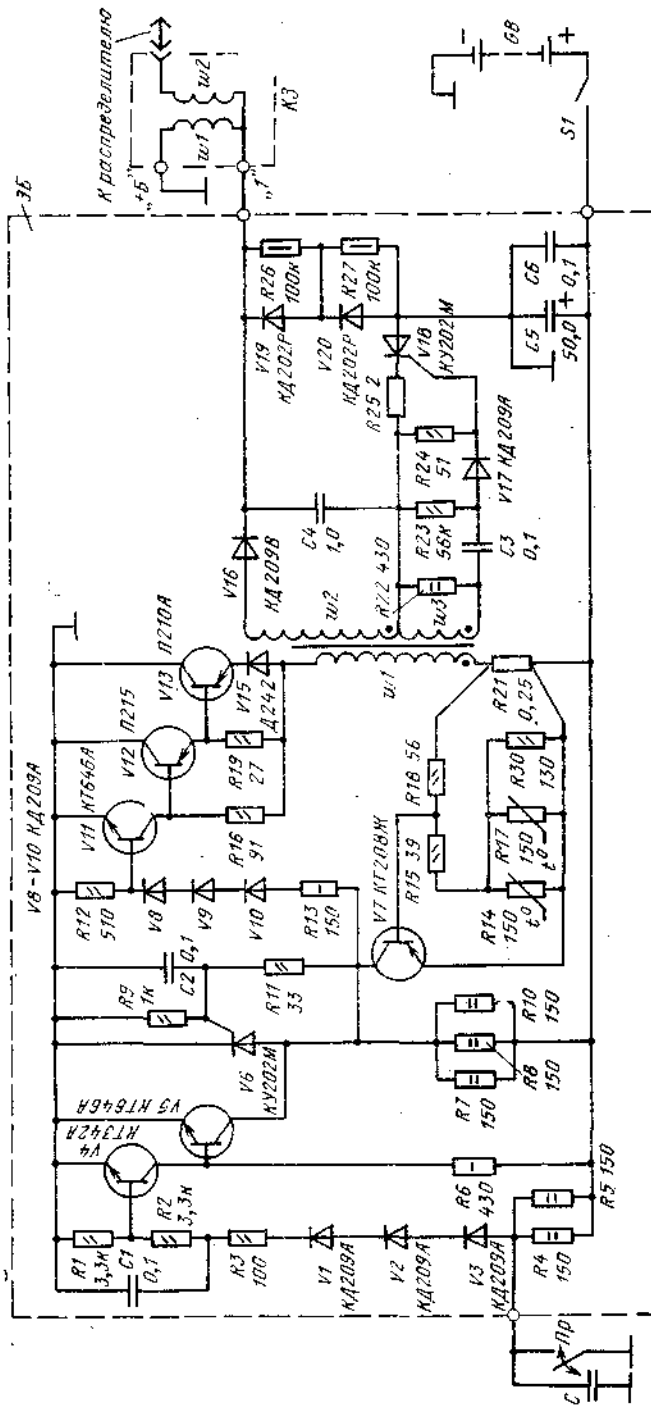 ЭБ
К распределителю
„+Б"
w1
w2
КЗ
„1"
S1
GB
−
+
V8-V10 КД209А
R1
3,3к
C1
0,1
R2
3,3к
R3
100
V1
КД209А
V2
КД209А
V3
КД209А
R4
150
R5 150
С
Пр
V4
КТ342А
V5 КТ646А
R6
430
V6
КУ202М
R9
1к
C2
0,1
R11
33
R7
150
R8
150
R10
150
R12
510
V8
V9
V10
R13
150
V7 КТ208Ж
R14
150
t°
R17
150
t°
R30
130
R15 39
R18 56
R21
0,25
V11
КТ646А
R16
91
V12
П215
R19
27
V13
П210А
V15
Д242
w1
w2
w3
V16
КД209В
R22 430
C4
1,0
R23
56к
C3
0,1
R24
51
V17 КД209А
R25 2
V18
КУ202М
V19
КД202Р
V20
КД202Р
R26
100к
R27
100к
C5
50,0
+
C6
0,1